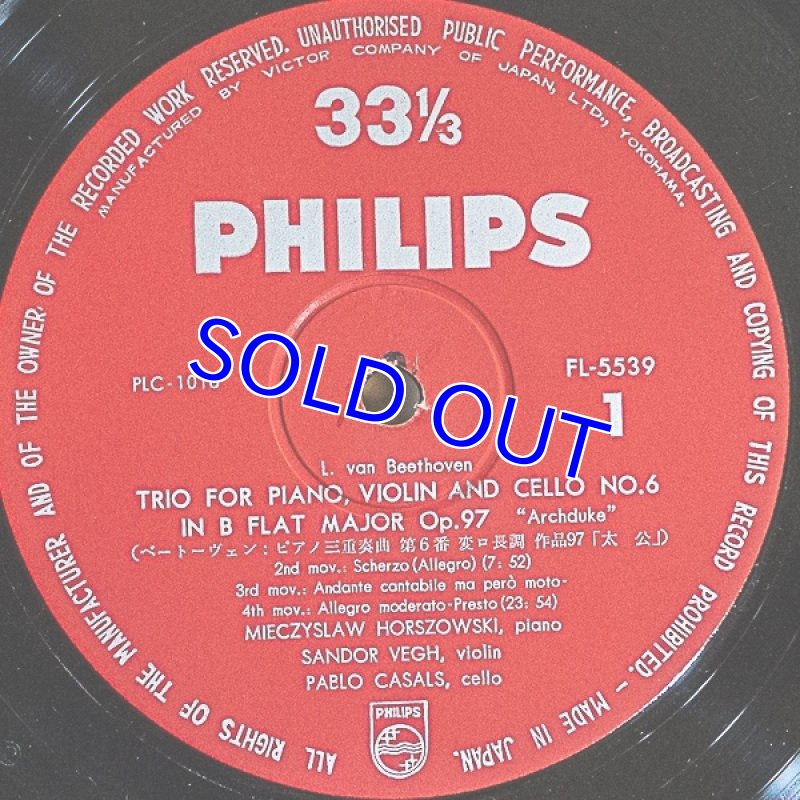 ALL RIGHTS OF THE MANUFACTURER AND OF THE OWNER OF THE RECORDED WORK RESERVED. UNAUTHORISED PUBLIC PERFORMANCE, BROADCASTING AND COPYING OF THIS RECORD PROHIBITED. - MADE IN JAPAN.
MANUFACTURED BY VICTOR COMPANY OF JAPAN, LTD., YOKOHAMA.
33⅓
PHILIPS
SOLD OUT
FL-5539
1
L. van Beethoven
TRIO FOR PIANO, VIOLIN AND CELLO NO.6
IN B FLAT MAJOR Op.97 "Archduke"
(ベートーヴェン:ピアノ三重奏曲 第6番 変ロ長調 作品97「太 公」)
2nd mov.: Scherzo (Allegro) (7: 52)
3rd mov.: Andante cantabile ma però moto-
4th mov.: Allegro moderato-Presto (23: 54)
MIECZYSLAW HORSZOWSKI, piano
SANDOR VEGH, violin
PABLO CASALS, cello
PHILIPS